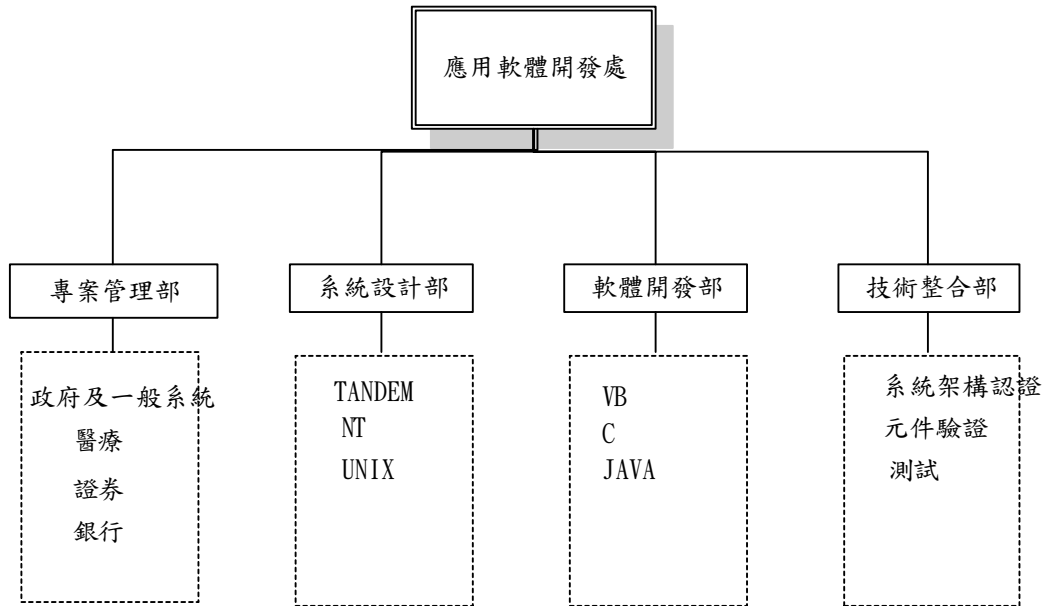 應用軟體開發處
專案管理部
系統設計部
軟體開發部
技術整合部
政府及一般系統
醫療
證券
銀行
TANDEM
NT
UNIX
VB
C
JAVA
系統架構認證
元件驗證
測試